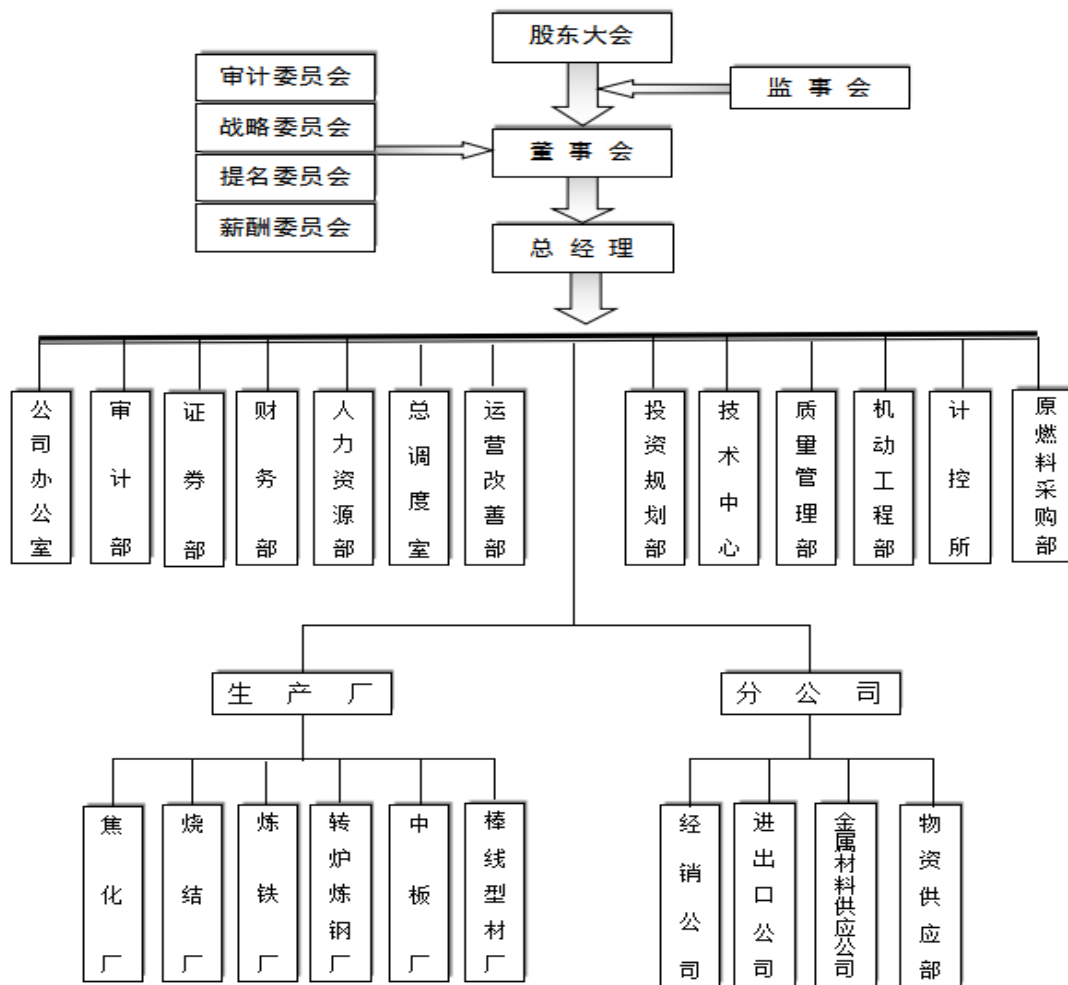 股东大会
审计委员会
监事会
战略委员会
董事会
提名委员会
薪酬委员会
总经理
公司办公室
审计部
证券部
财务部
人力资源部
总调度室
运营改善部
投资规划部
技术中心
质量管理部
机动工程部
计控所
原燃料采购部
生产厂
分公司
焦化厂
烧结厂
炼铁厂
转炉炼钢厂
中板厂
棒线型材厂
经销公司
进出口公司
金属材料供应公司
物资供应部